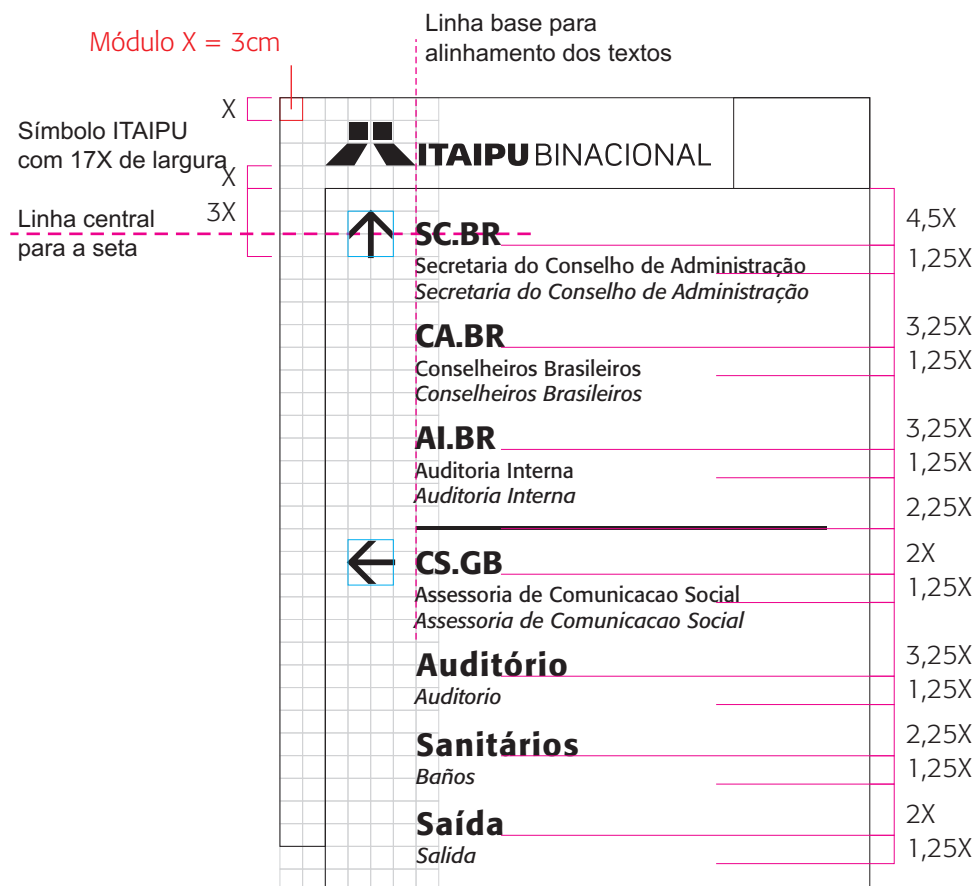 Linha base para
alinhamento dos textos
Módulo X = 3cm
X
Símbolo ITAIPU
com 17X de largura
X
ITAIPU BINACIONAL
3X
Linha central
para a seta
SC.BR
4,5X
Secretaria do Conselho de Administração
1,25X
Secretaria do Conselho de Administração
CA.BR
3,25X
Conselheiros Brasileiros
1,25X
Conselheiros Brasileiros
AI.BR
3,25X
Auditoria Interna
1,25X
Auditoria Interna
2,25X
CS.GB
2X
Assessoria de Comunicacao Social
1,25X
Assessoria de Comunicacao Social
Auditório
3,25X
Auditorio
1,25X
Sanitários
2,25X
Baños
1,25X
Saída
2X
Salida
1,25X